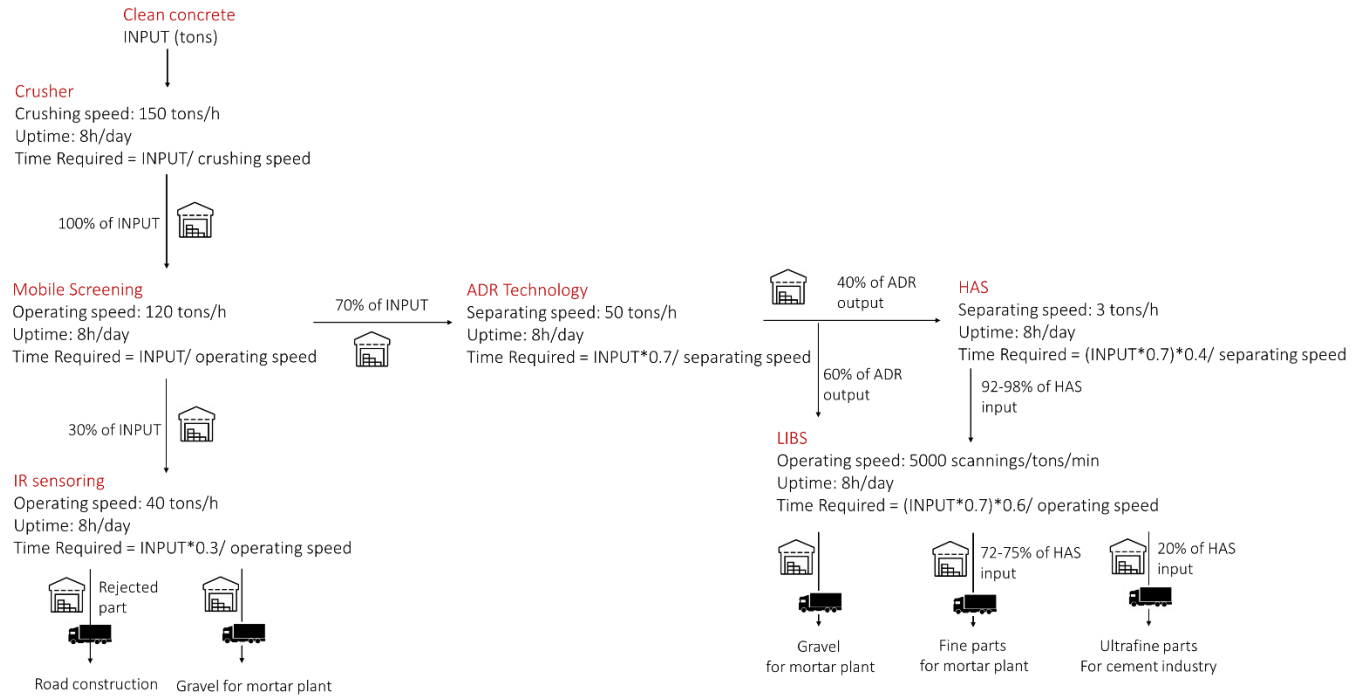 Clean concrete
INPUT (tons)
Crusher
Crushing speed: 150 tons/h
Uptime: 8h/day
Time Required = INPUT/ crushing speed
100% of INPUT
Mobile Screening
Operating speed: 120 tons/h
Uptime: 8h/day
Time Required = INPUT/ operating speed
70% of INPUT
ADR Technology
Separating speed: 50 tons/h
Uptime: 8h/day
Time Required = INPUT*0.7/ separating speed
40% of ADR
output
HAS
Separating speed: 3 tons/h
Uptime: 8h/day
Time Required = (INPUT*0.7)*0.4/ separating speed
60% of ADR
output
92-98% of HAS
input
30% of INPUT
LIBS
Operating speed: 5000 scannings/tons/min
Uptime: 8h/day
Time Required = (INPUT*0.7)*0.6/ operating speed
IR sensoring
Operating speed: 40 tons/h
Uptime: 8h/day
Time Required = INPUT*0.3/ operating speed
Rejected
part
72-75% of HAS
input
20% of HAS
input
Road construction
Gravel for mortar plant
Gravel
for mortar plant
Fine parts
for mortar plant
Ultrafine parts
For cement industry